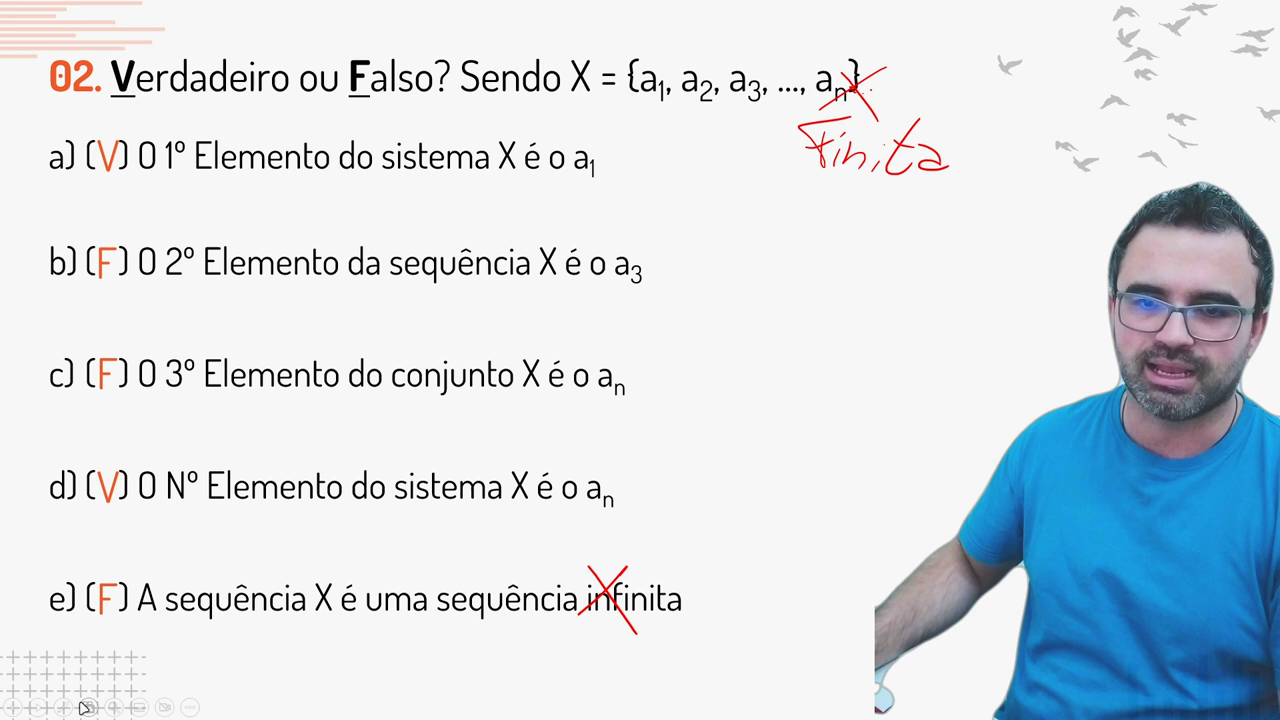 02. Verdadeiro ou Falso? Sendo X = {a₁, a₂, a₃, ..., aₙ}
Finita
a) (V) O 1º Elemento do sistema X é o a₁
b) (F) O 2º Elemento da sequência X é o a₃
c) (F) O 3º Elemento do conjunto X é o aₙ
d) (V) O Nº Elemento do sistema X é o aₙ
e) (F) A sequência X é uma sequência infinita